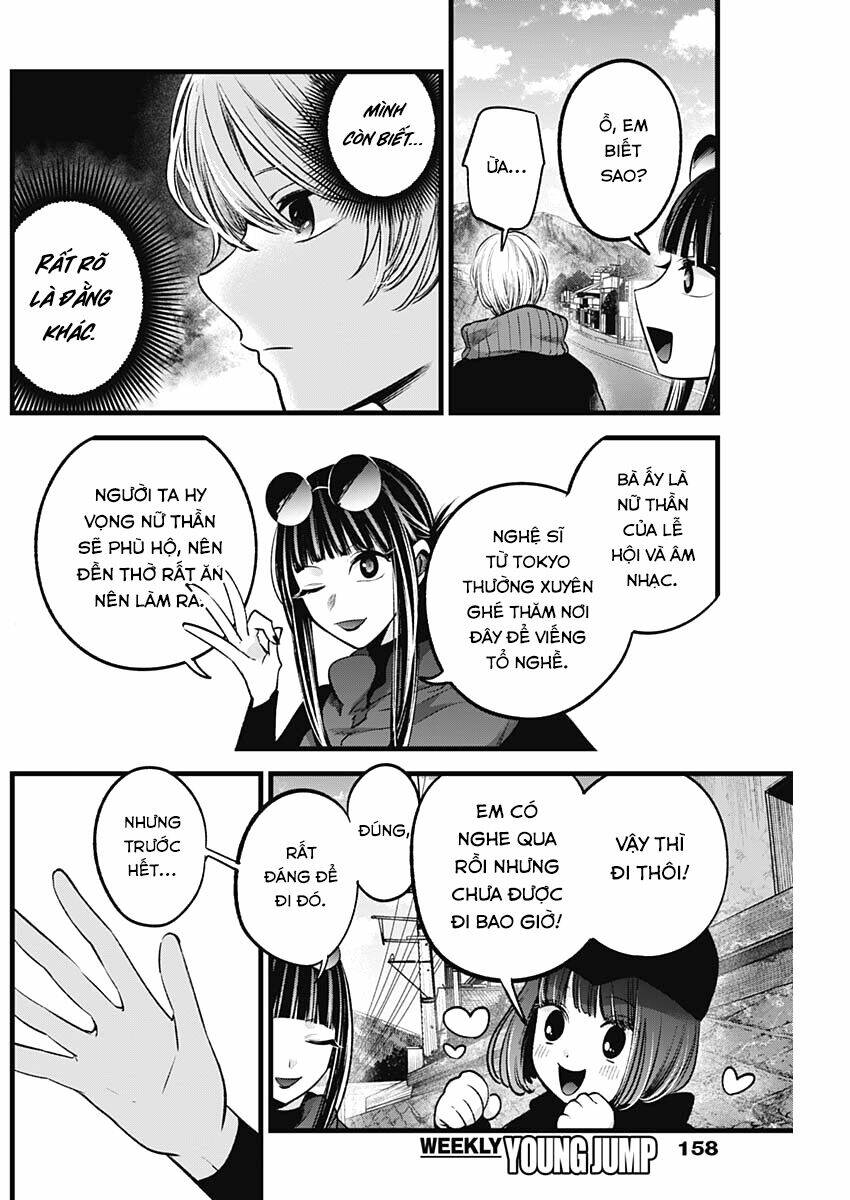 Ồ, EM
BIẾT
SAO?
ỪA...
MÌNH
CÒN BIẾT...
RẤT RÕ
LÀ ĐẰNG
KHÁC.
BÀ ẤY LÀ
NỮ THẦN
CỦA LỄ
HỘI VÀ ÂM
NHẠC.
NGHỆ SĨ
TỪ TOKYO
THƯỜNG XUYÊN
GHÉ THĂM NƠI
ĐÂY ĐỂ VIẾNG
TỔ NGHỀ.
NGƯỜI TA HY
VỌNG NỮ THẦN
SẼ PHÙ HỘ, NÊN
ĐỀN THỜ RẤT ĂN
NÊN LÀM RA.
VẬY THÌ
ĐI THÔI!
EM CÓ
NGHE QUA
RỒI NHƯNG
CHƯA ĐƯỢC
ĐI BAO GIỜ!
ĐÚNG,
RẤT
ĐÁNG ĐỂ
ĐI ĐÓ.
NHƯNG
TRƯỚC
HẾT...
WEEKLY YOUNG JUMP 158